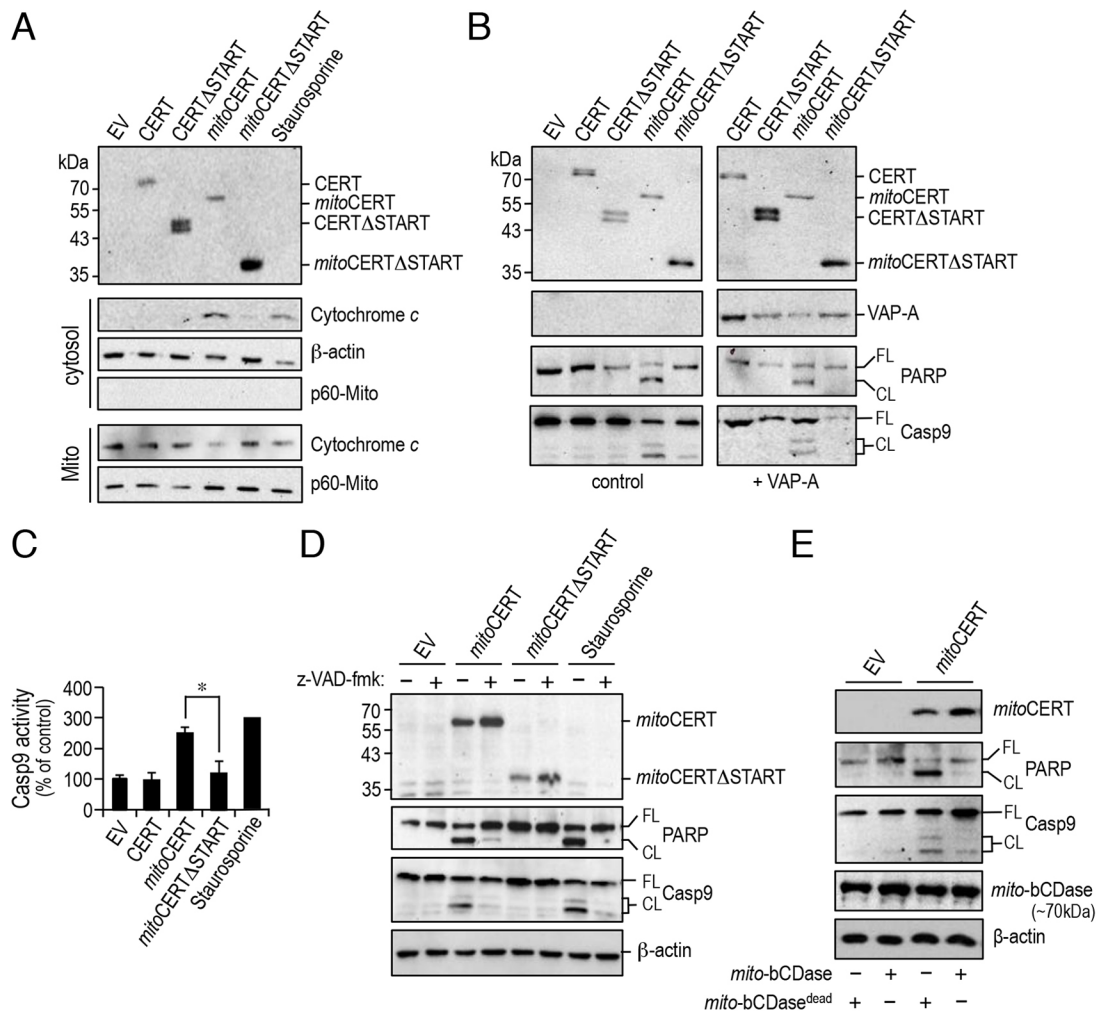 A
EV
CERT
CERTΔSTART
mitoCERT
mitoCERTΔSTART
Staurosporine
kDa
70
55
43
35
CERT
mitoCERT
CERTΔSTART
mitoCERTΔSTART
cytosol
Cytochrome c
β-actin
p60-Mito
Mito
Cytochrome c
p60-Mito
B
EV
CERT
CERTΔSTART
mitoCERT
mitoCERTΔSTART
CERT
CERTΔSTART
mitoCERT
mitoCERTΔSTART
kDa
70
55
43
35
CERT
mitoCERT
CERTΔSTART
mitoCERTΔSTART
VAP-A
FL
PARP
CL
FL
Casp9
CL
control
+ VAP-A
C
Casp9 activity
(% of control)
400
300
200
100
0
*
EV
CERT
mitoCERT
mitoCERTΔSTART
Staurosporine
D
EV
mitoCERT
mitoCERTΔSTART
Staurosporine
z-VAD-fmk: − + − + − + − +
70
55
43
35
mitoCERT
mitoCERTΔSTART
FL
PARP
CL
FL
Casp9
CL
β-actin
E
EV
mitoCERT
mitoCERT
FL
PARP
CL
FL
Casp9
CL
mito-bCDase
(~70kDa)
β-actin
mito-bCDase − + − +
mito-bCDasedead + − + −